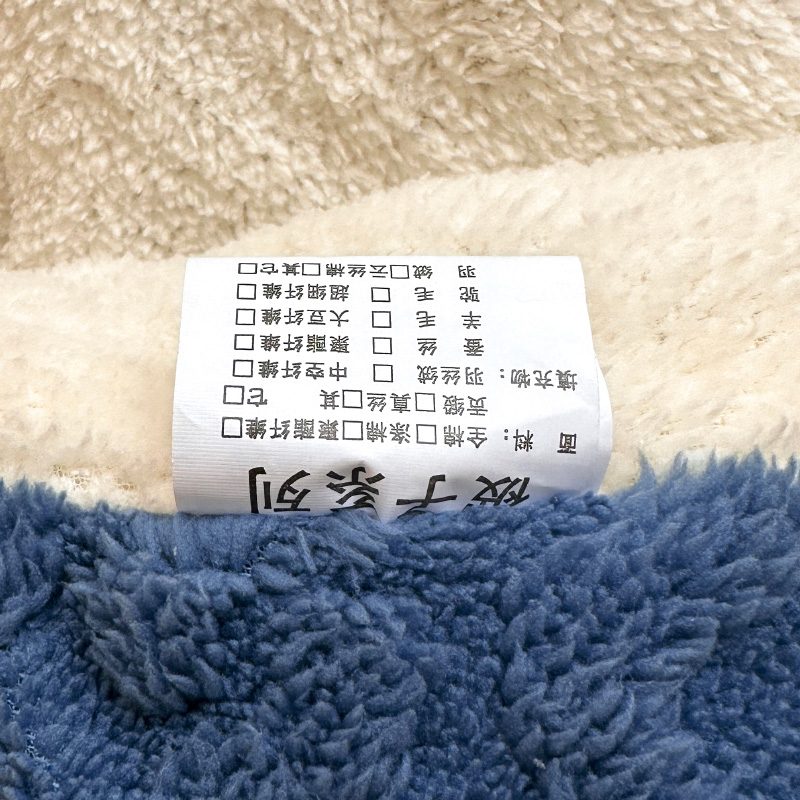 被子系列
面 料：全棉□涤棉□聚酯纤维□
贡缎□真丝□其 它□
填充物：羽丝绒 □ 中空纤维□
蚕 丝 □ 聚酯纤维□
羊 毛 □ 大豆纤维□
驼 毛 □ 超细纤维□
羽 绒□云丝棉□其它□